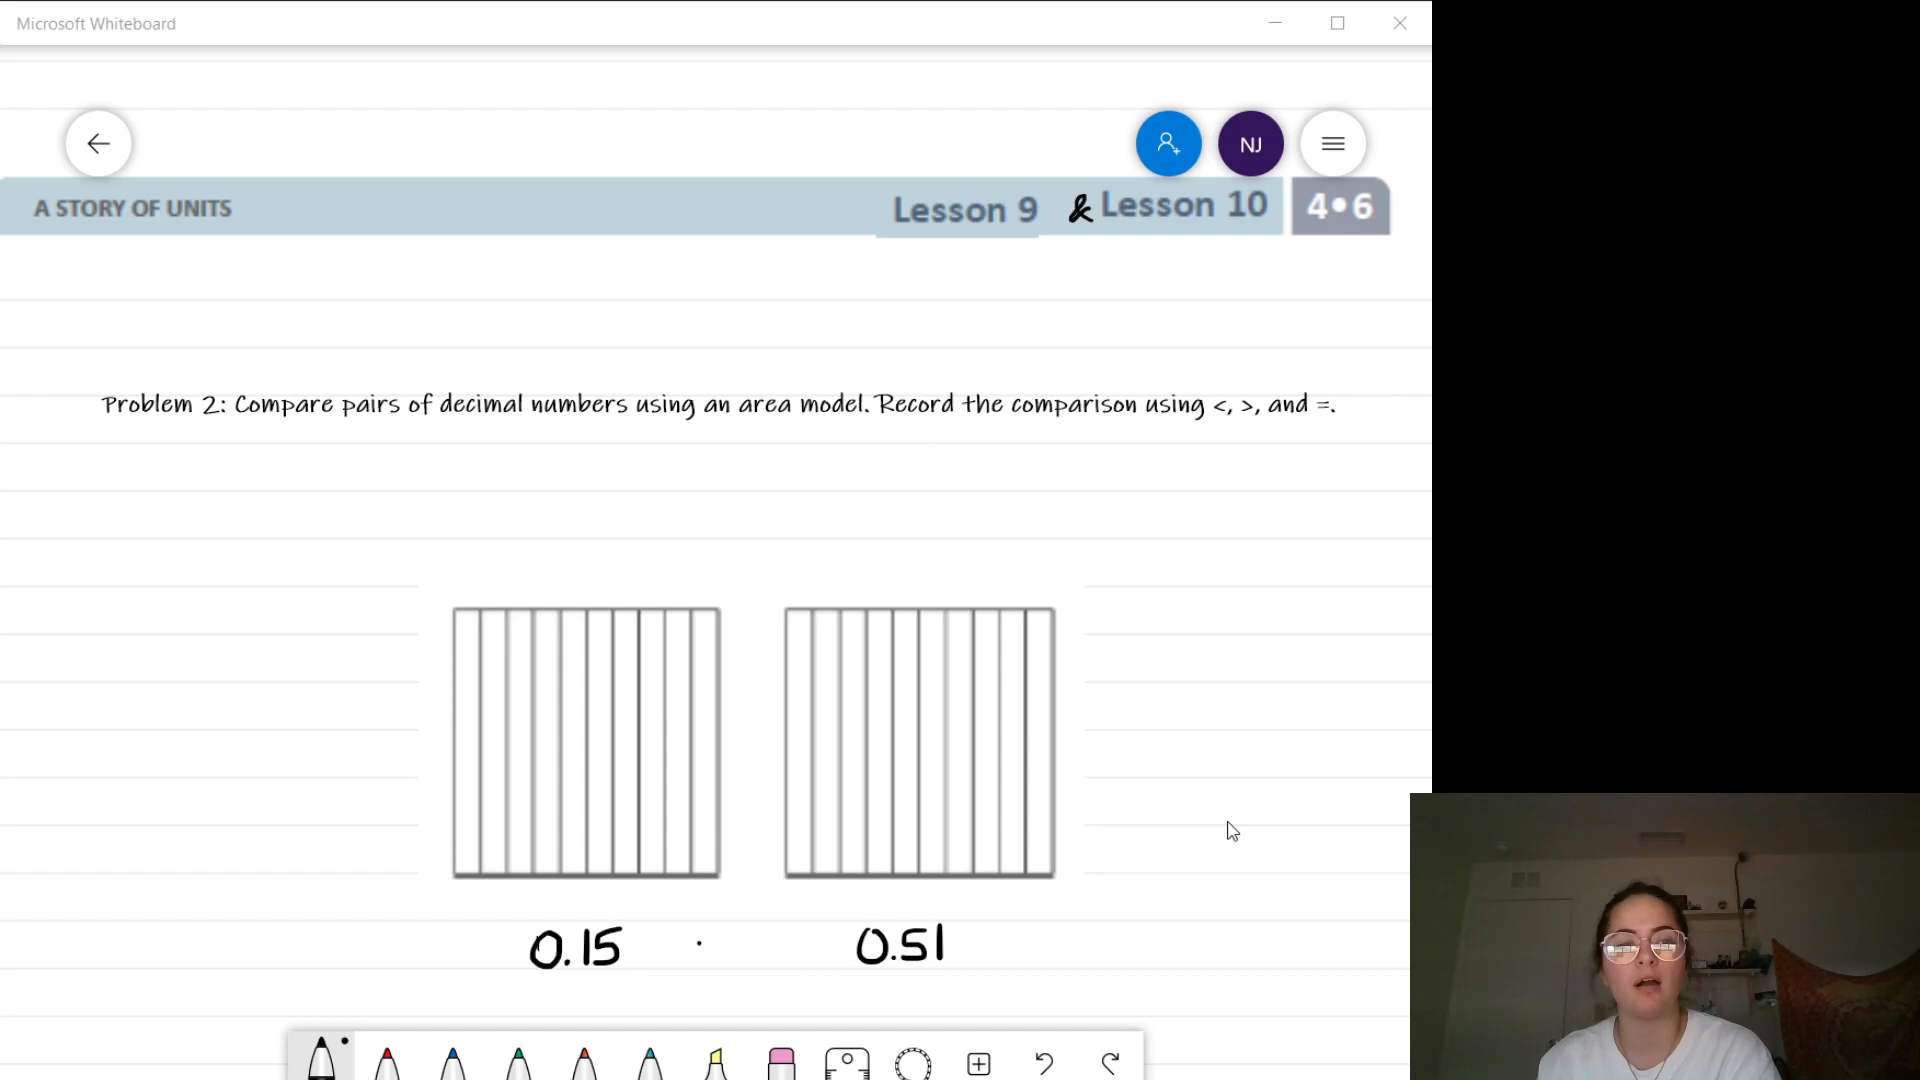 Microsoft Whiteboard
NJ
A STORY OF UNITS Lesson 9 & Lesson 10 4•6
Problem 2: Compare pairs of decimal numbers using an area model. Record the comparison using <, >, and =.
0.15 0.51